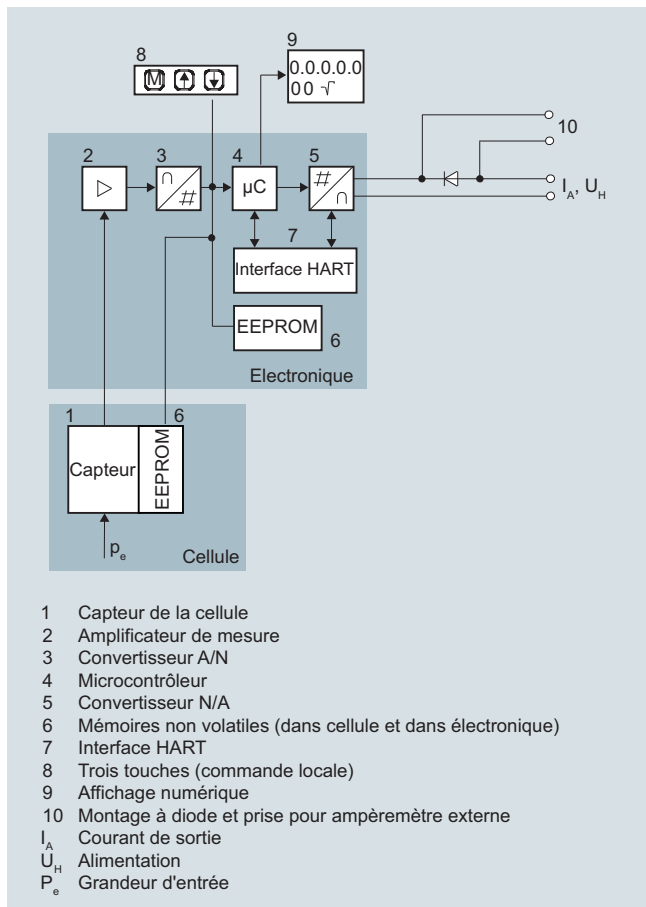 8
9
M
0.0.0.0.0
00 √
10
2
3
4
5
∩
#
µC
#
∩
I_A, U_H
7
Interface HART
EEPROM
6
Electronique
1
6
Capteur
EEPROM
p_e
Cellule
1 Capteur de la cellule
2 Amplificateur de mesure
3 Convertisseur A/N
4 Microcontrôleur
5 Convertisseur N/A
6 Mémoires non volatiles (dans cellule et dans électronique)
7 Interface HART
8 Trois touches (commande locale)
9 Affichage numérique
10 Montage à diode et prise pour ampèremètre externe
I_A Courant de sortie
U_H Alimentation
P_e Grandeur d'entrée